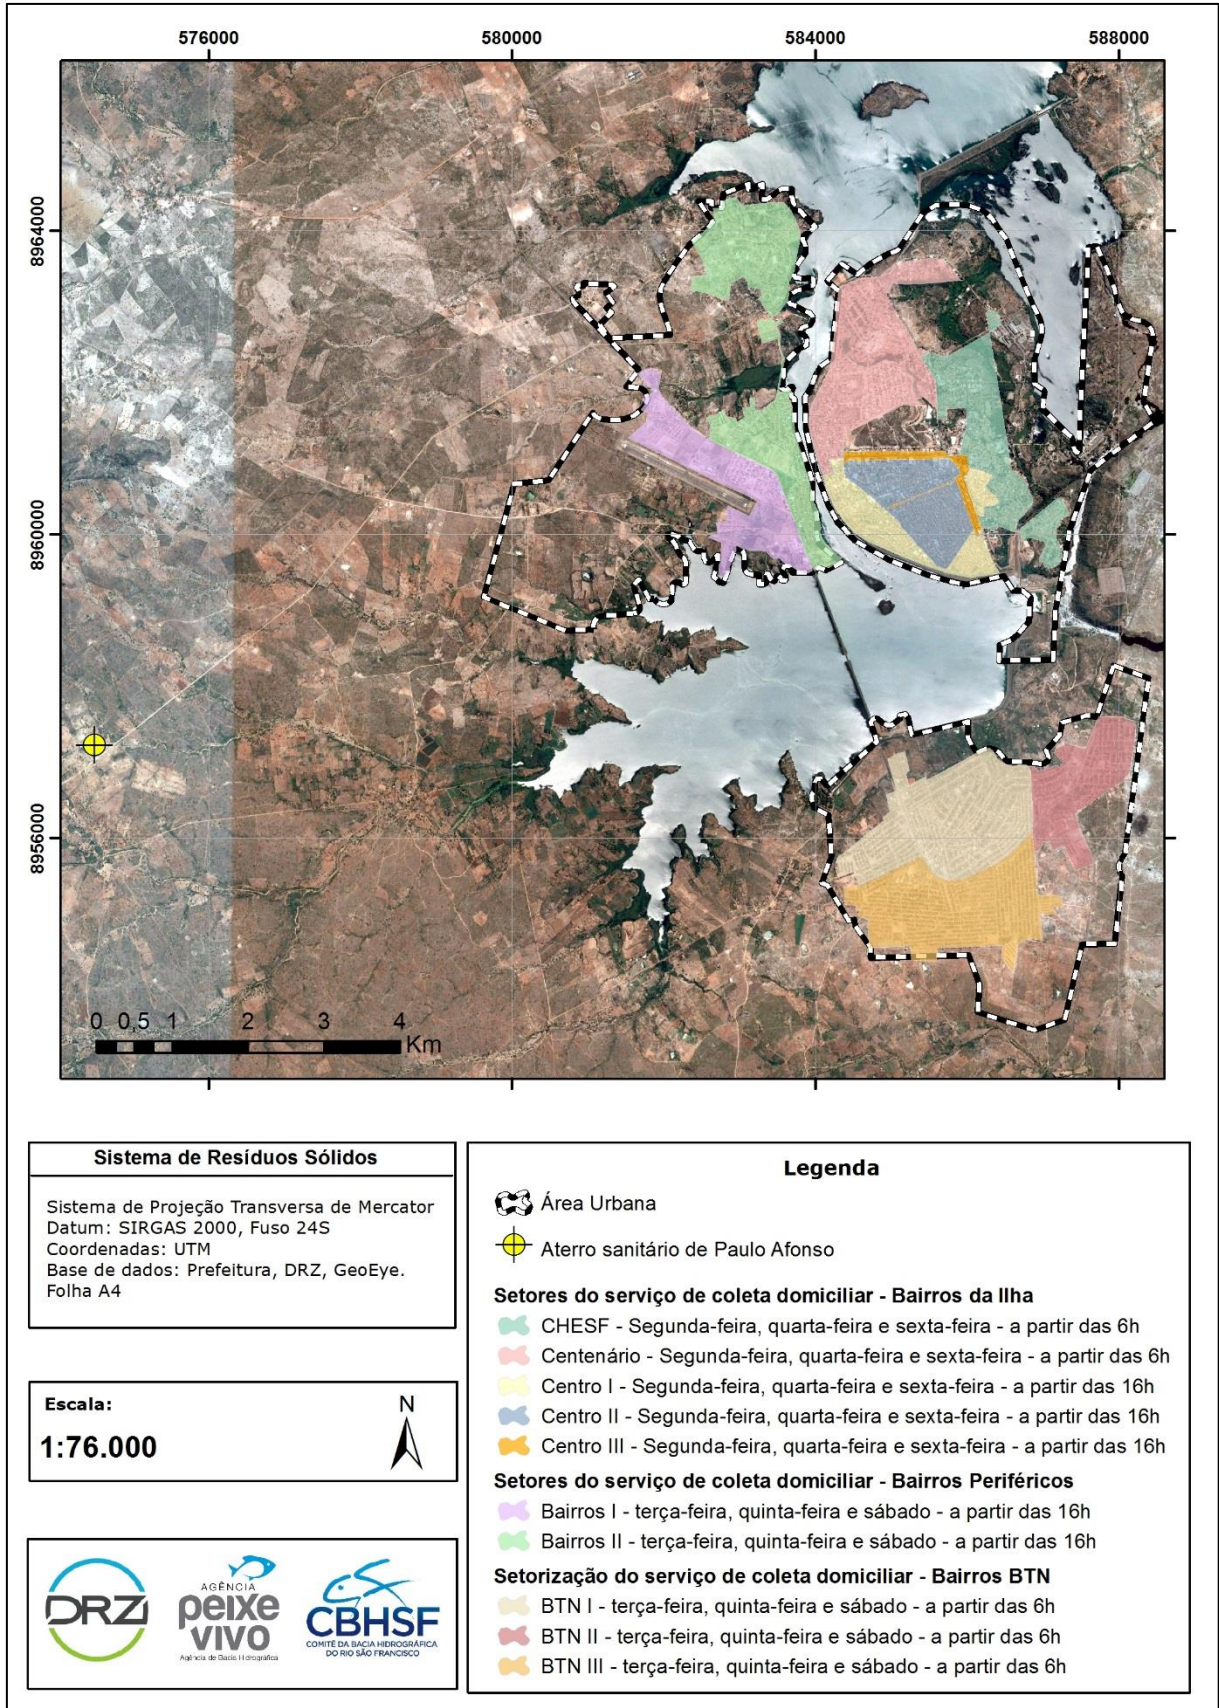 576000 580000 584000 588000
8964000
8960000
8956000
0 0,5 1 2 3 4
Km
Sistema de Resíduos Sólidos
Sistema de Projeção Transversa de Mercator
Datum: SIRGAS 2000, Fuso 24S
Coordenadas: UTM
Base de dados: Prefeitura, DRZ, GeoEye.
Folha A4
Escala:
1:76.000
N
DRZ
AGÊNCIA
peixe
VIVO
Agência de Bacia Hidrográfica
CBHSF
COMITÊ DA BACIA HIDROGRÁFICA
DO RIO SÃO FRANCISCO
Legenda
Área Urbana
Aterro sanitário de Paulo Afonso
Setores do serviço de coleta domiciliar - Bairros da Ilha
CHESF - Segunda-feira, quarta-feira e sexta-feira - a partir das 6h
Centenário - Segunda-feira, quarta-feira e sexta-feira - a partir das 6h
Centro I - Segunda-feira, quarta-feira e sexta-feira - a partir das 16h
Centro II - Segunda-feira, quarta-feira e sexta-feira - a partir das 16h
Centro III - Segunda-feira, quarta-feira e sexta-feira - a partir das 16h
Setores do serviço de coleta domiciliar - Bairros Periféricos
Bairros I - terça-feira, quinta-feira e sábado - a partir das 16h
Bairros II - terça-feira, quinta-feira e sábado - a partir das 16h
Setorização do serviço de coleta domiciliar - Bairros BTN
BTN I - terça-feira, quinta-feira e sábado - a partir das 6h
BTN II - terça-feira, quinta-feira e sábado - a partir das 6h
BTN III - terça-feira, quinta-feira e sábado - a partir das 6h